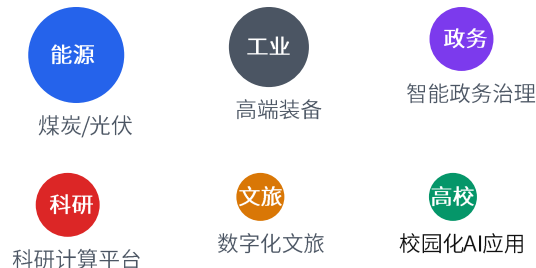 能源
工业
政务
煤炭/光伏
高端装备
智能政务治理
科研
文旅
高校
科研计算平台
数字化文旅
校园化AI应用